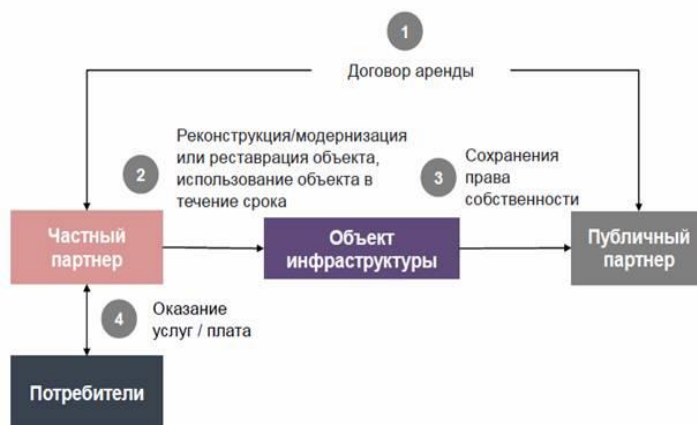 1
Договор аренды
2
Реконструкция/модернизация
или реставрация объекта,
использование объекта в
течение срока
3
Сохранения
права
собственности
Частный
партнер
Объект
инфраструктуры
Публичный
партнер
4
Оказание
услуг / плата
Потребители